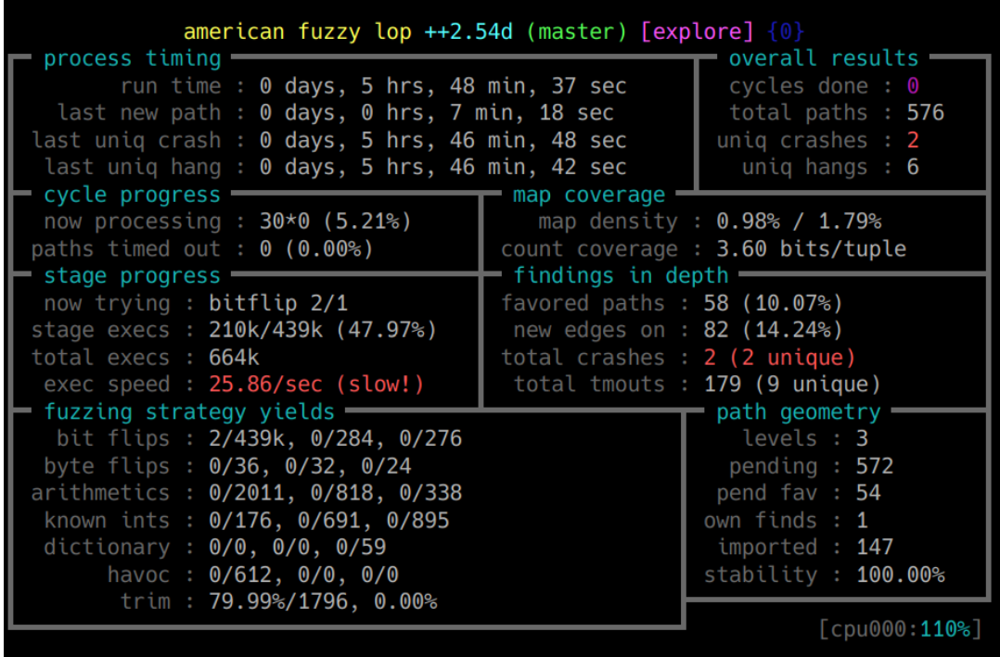 american fuzzy lop ++2.54d (master) [explore] {0}
process timing overall results
run time : 0 days, 5 hrs, 48 min, 37 sec cycles done : 0
last new path : 0 days, 0 hrs, 7 min, 18 sec total paths : 576
last uniq crash : 0 days, 5 hrs, 46 min, 48 sec uniq crashes : 2
last uniq hang : 0 days, 5 hrs, 46 min, 42 sec uniq hangs : 6
cycle progress map coverage
now processing : 30*0 (5.21%) map density : 0.98% / 1.79%
paths timed out : 0 (0.00%) count coverage : 3.60 bits/tuple
stage progress findings in depth
now trying : bitflip 2/1 favored paths : 58 (10.07%)
stage execs : 210k/439k (47.97%) new edges on : 82 (14.24%)
total execs : 664k total crashes : 2 (2 unique)
exec speed : 25.86/sec (slow!) total tmouts : 179 (9 unique)
fuzzing strategy yields path geometry
bit flips : 2/439k, 0/284, 0/276 levels : 3
byte flips : 0/36, 0/32, 0/24 pending : 572
arithmetics : 0/2011, 0/818, 0/338 pend fav : 54
known ints : 0/176, 0/691, 0/895 own finds : 1
dictionary : 0/0, 0/0, 0/59 imported : 147
havoc : 0/612, 0/0, 0/0 stability : 100.00%
trim : 79.99%/1796, 0.00%
[cpu000:110%]